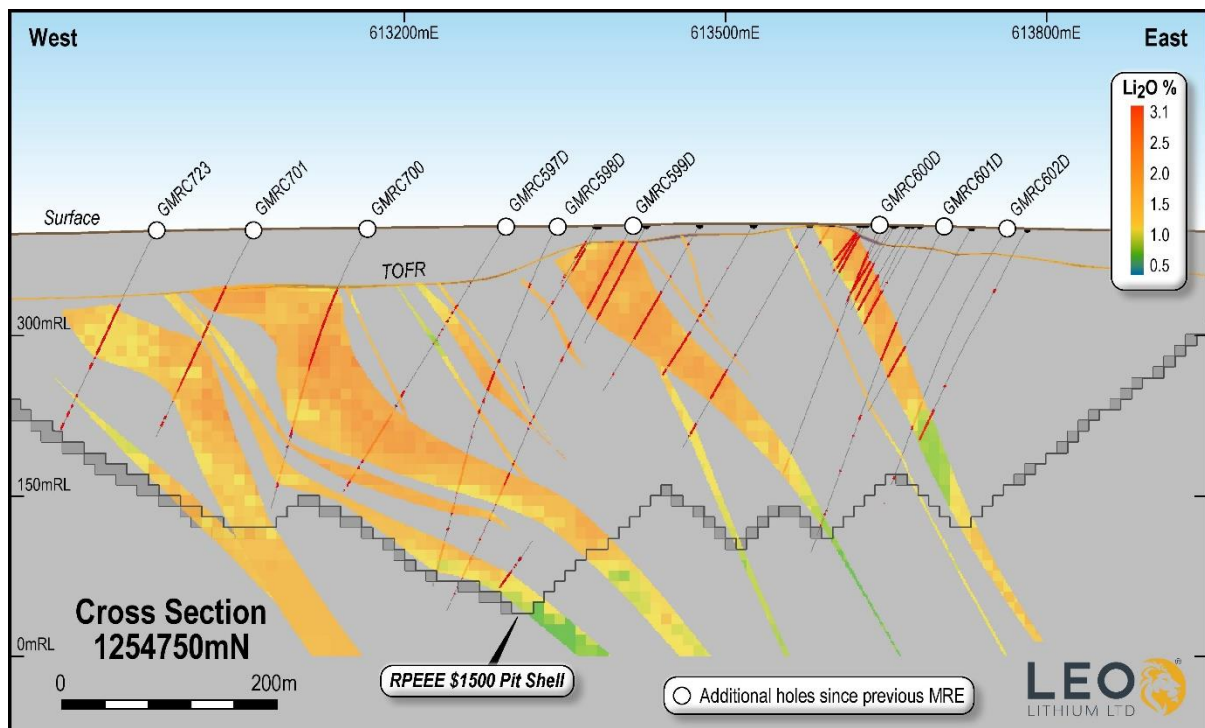 West
613200mE
613500mE
613800mE
East
Li₂O %
3.1
2.5
2.0
1.5
1.0
0.5
GMRC723
GMRC701
GMRC700
GMRC597D
GMRC598D
GMRC599D
GMRC600D
GMRC601D
GMRC602D
Surface
TOFR
300mRL
150mRL
0mRL
Cross Section
1254750mN
0
200m
RPEEE $1500 Pit Shell
Additional holes since previous MRE
LEO
LITHIUM LTD
®